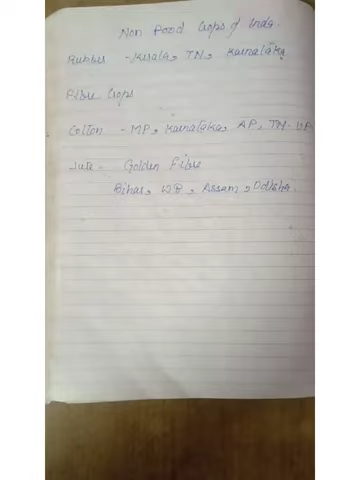 Non Food Crops of India.
Rubber - Kerala, TN, Karnataka
Fibre Crops
Cotton - MP, Karnataka, AP, TN, UP
Jute - Golden Fibre
Bihar, WB, Assam, Odisha.